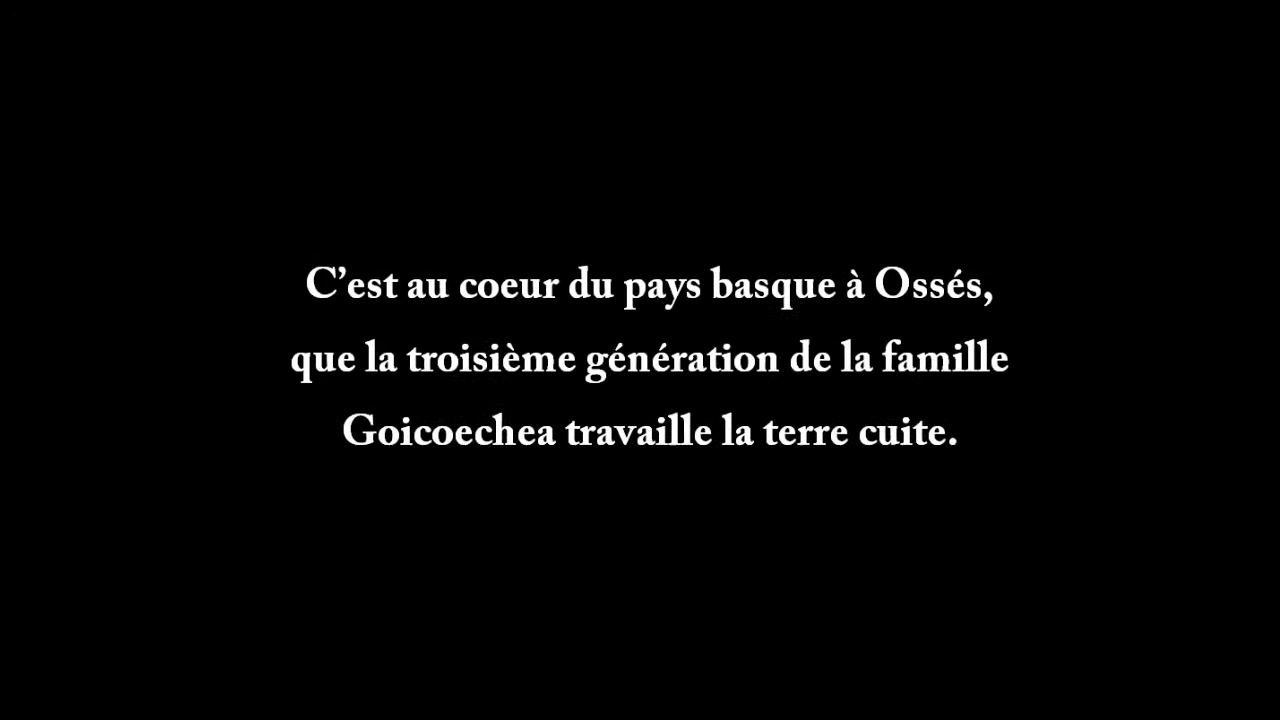 C’est au coeur du pays basque à Ossés,
que la troisième génération de la famille
Goicoechea travaille la terre cuite.